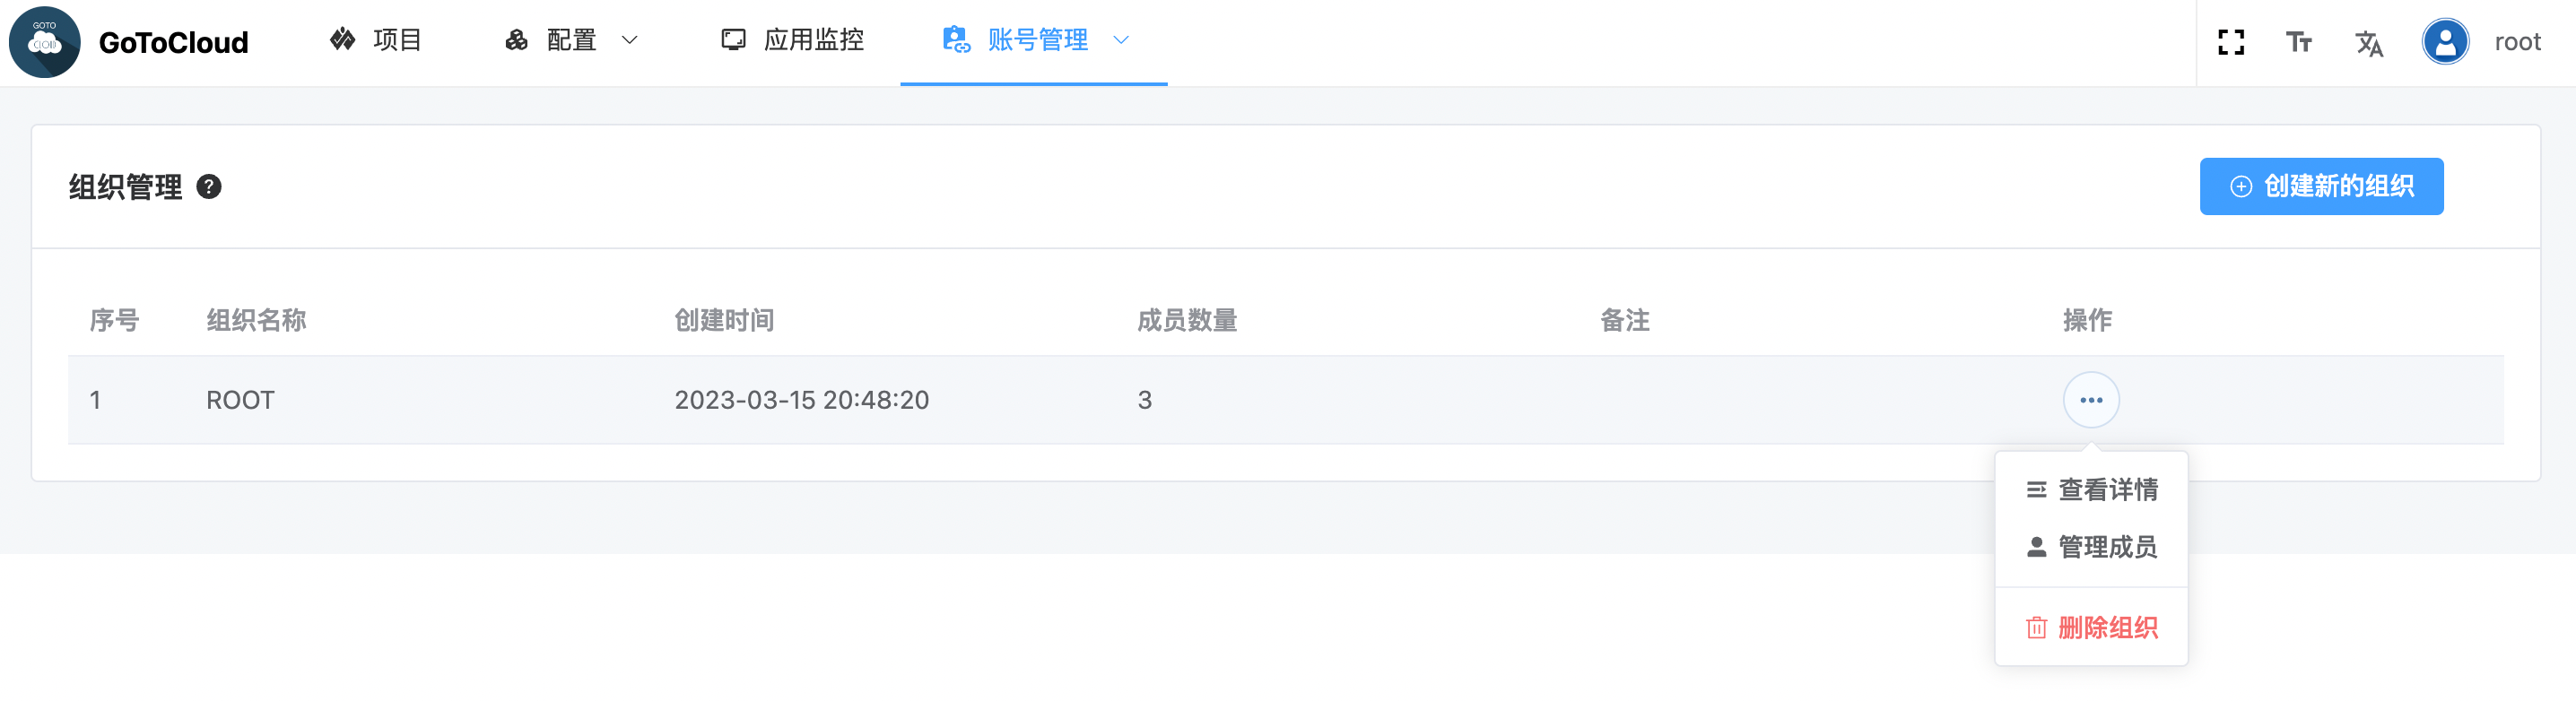 GOTO
CLOUD
GoToCloud
项目
配置
应用监控
账号管理
root
组织管理
创建新的组织
序号 组织名称 创建时间 成员数量 备注 操作
1 ROOT 2023-03-15 20:48:20 3
查看详情
管理成员
删除组织